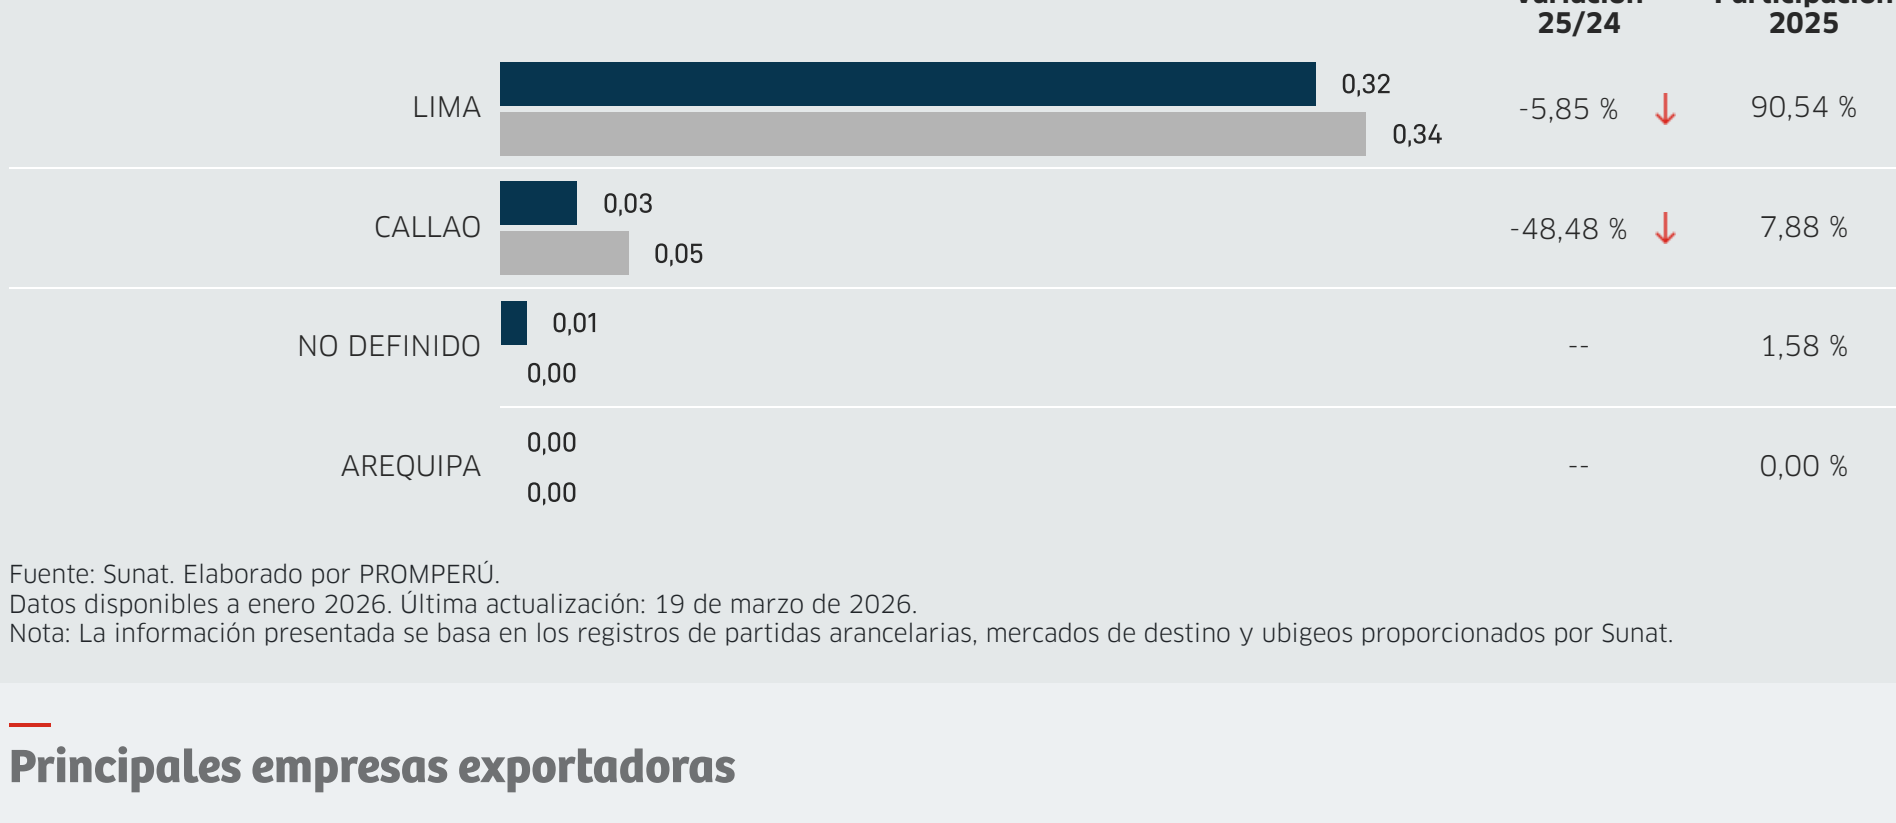 Variación Participación
25/24 2025
LIMA 0,32 -5,85 % 90,54 %
0,34
CALLAO 0,03 -48,48 % 7,88 %
0,05
NO DEFINIDO 0,01 -- 1,58 %
0,00
AREQUIPA 0,00 -- 0,00 %
0,00
Fuente: Sunat. Elaborado por PROMPERÚ.
Datos disponibles a enero 2026. Última actualización: 19 de marzo de 2026.
Nota: La información presentada se basa en los registros de partidas arancelarias, mercados de destino y ubigeos proporcionados por Sunat.
Principales empresas exportadoras